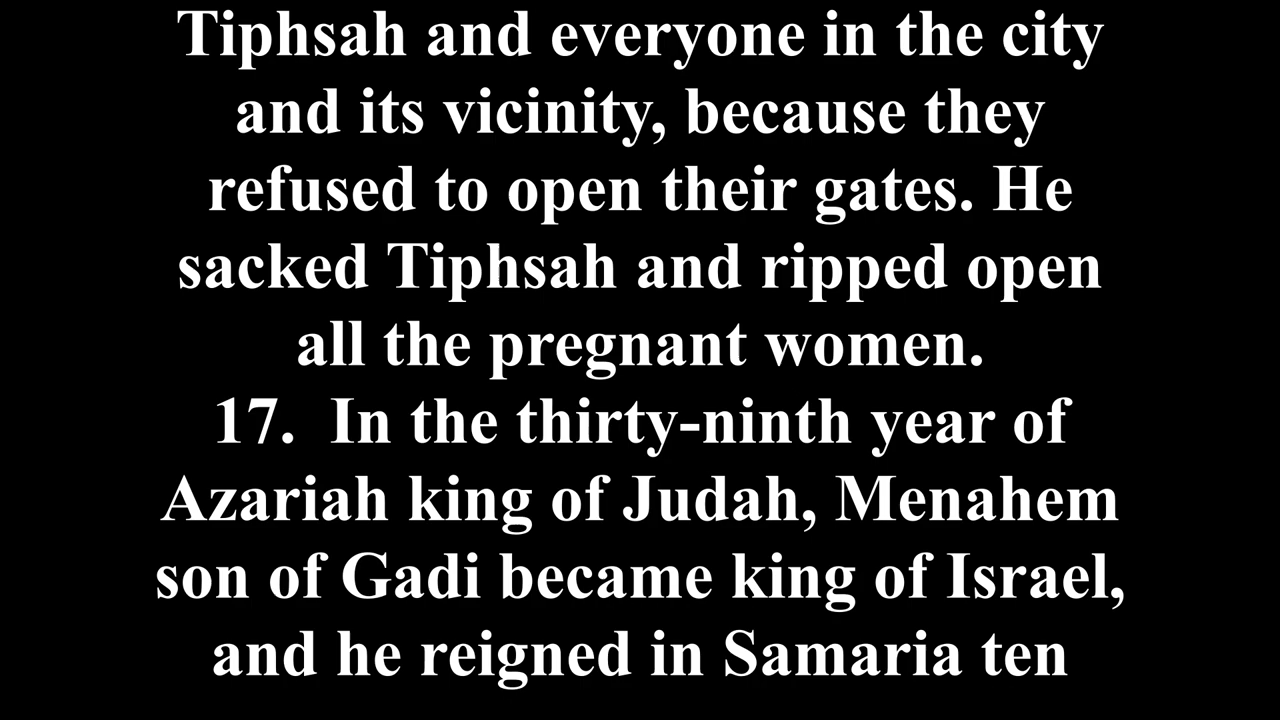 Tiphsah and everyone in the city
and its vicinity, because they
refused to open their gates. He
sacked Tiphsah and ripped open
all the pregnant women.
17.  In the thirty-ninth year of
Azariah king of Judah, Menahem
son of Gadi became king of Israel,
and he reigned in Samaria ten